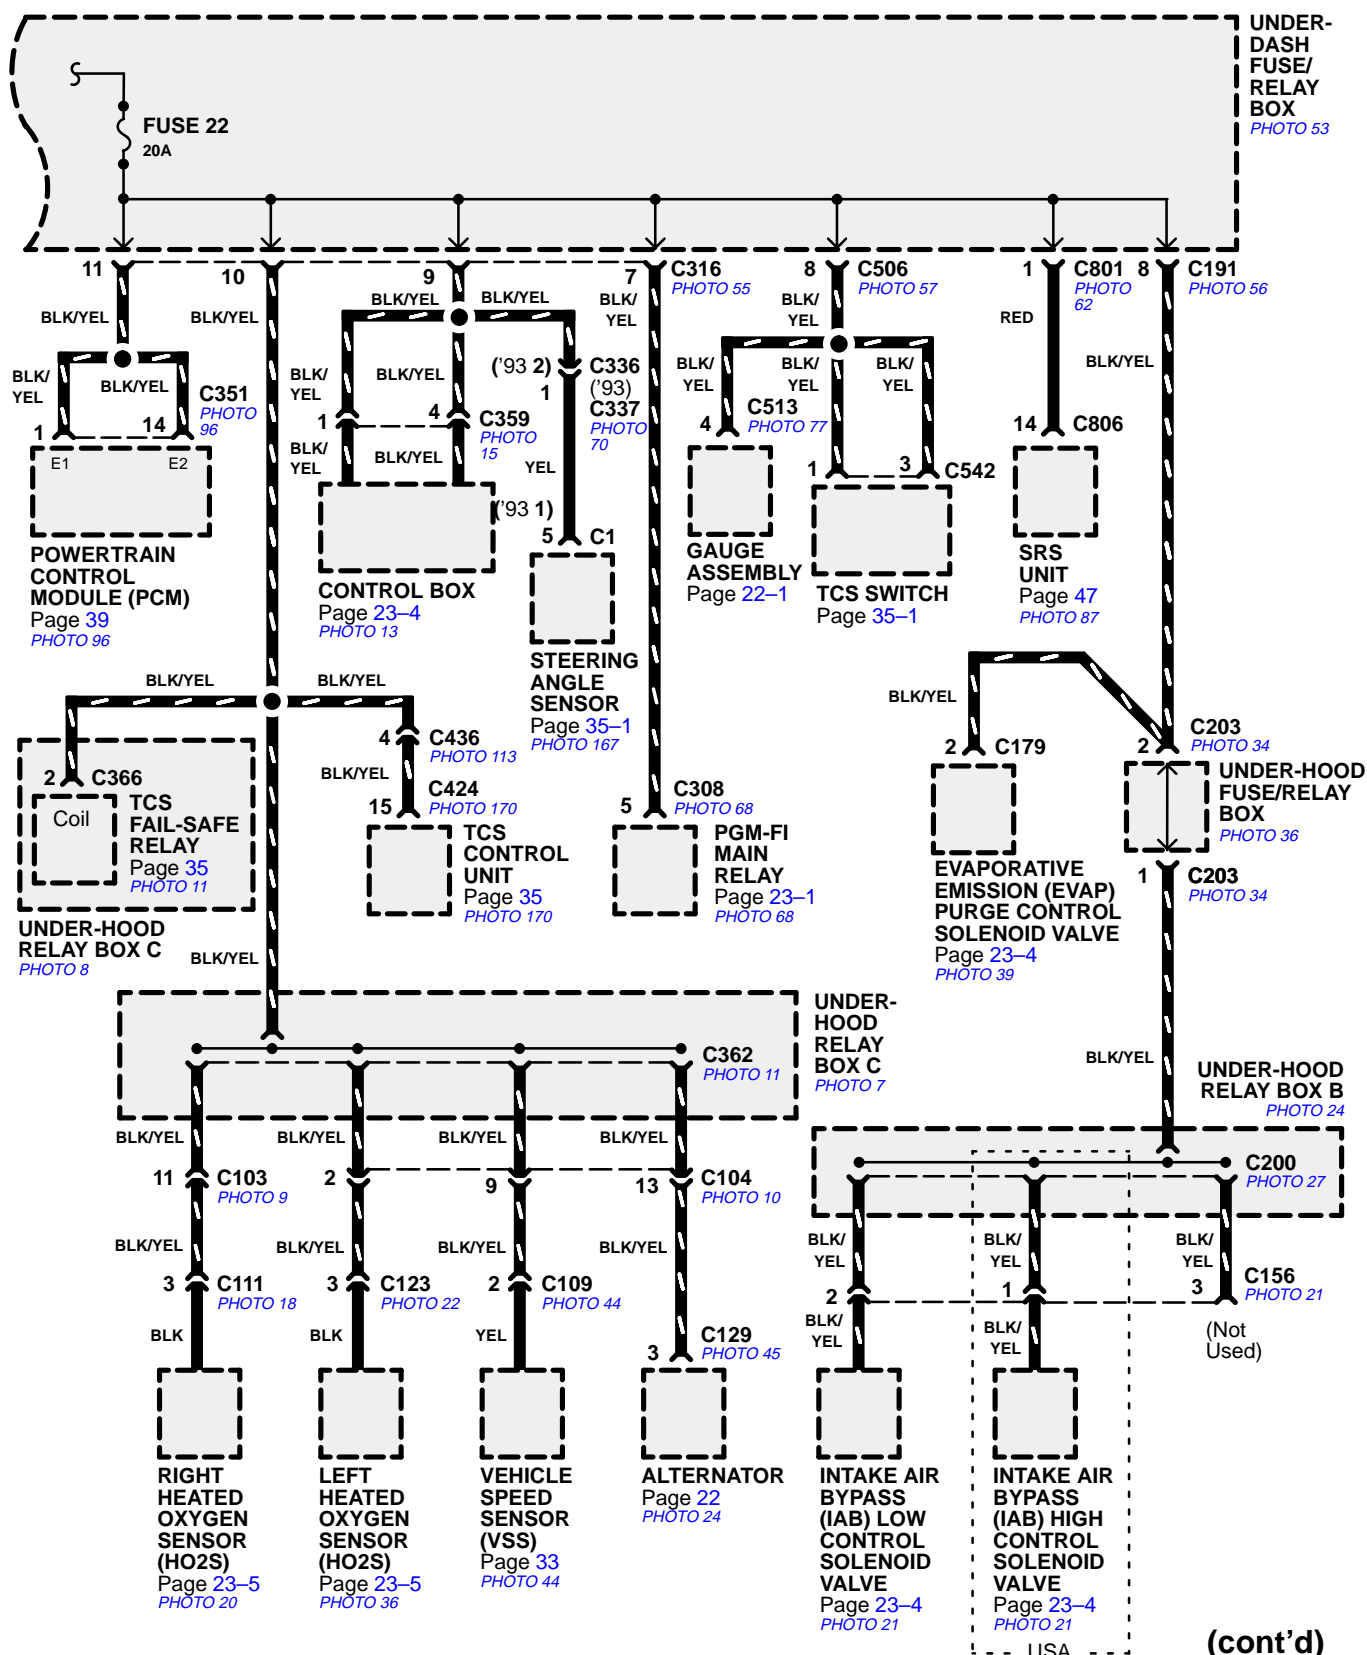 UNDER-
DASH
FUSE/
RELAY
BOX
PHOTO 53
FUSE 22
20A
11
10
9
7
C316
PHOTO 55
8
C506
PHOTO 57
1
C801
PHOTO
62
8
C191
PHOTO 56
BLK/YEL
BLK/YEL
BLK/YEL
BLK/YEL
BLK/
YEL
BLK/
YEL
RED
BLK/YEL
BLK/
YEL
BLK/YEL
C351
PHOTO
96
1
14
E1
E2
POWERTRAIN
CONTROL
MODULE (PCM)
Page 39
PHOTO 96
BLK/
YEL
BLK/YEL
1
4
C359
PHOTO
15
BLK/
YEL
BLK/YEL
CONTROL BOX
Page 23–4
PHOTO 13
('93 2)
1
C336
('93)
C337
PHOTO
70
YEL
('93 1)
5
C1
STEERING
ANGLE
SENSOR
Page 35–1
PHOTO 167
BLK/
YEL
BLK/
YEL
BLK/
YEL
4
C513
PHOTO 77
GAUGE
ASSEMBLY
Page 22–1
1
3
C542
TCS SWITCH
Page 35–1
14
C806
SRS
UNIT
Page 47
PHOTO 87
BLK/YEL
BLK/YEL
2
C366
Coil
TCS
FAIL-SAFE
RELAY
Page 35
PHOTO 11
UNDER-HOOD
RELAY BOX C
PHOTO 8
4
C436
PHOTO 113
BLK/YEL
15
C424
PHOTO 170
TCS
CONTROL
UNIT
Page 35
PHOTO 170
5
C308
PHOTO 68
PGM-FI
MAIN
RELAY
Page 23–1
PHOTO 68
BLK/YEL
2
C179
EVAPORATIVE
EMISSION (EVAP)
PURGE CONTROL
SOLENOID VALVE
Page 23–4
PHOTO 39
2
C203
PHOTO 34
UNDER-HOOD
FUSE/RELAY
BOX
PHOTO 36
1
C203
PHOTO 34
BLK/YEL
UNDER-
HOOD
RELAY
BOX C
PHOTO 7
C362
PHOTO 11
BLK/YEL
UNDER-HOOD
RELAY BOX B
PHOTO 24
C200
PHOTO 27
BLK/YEL
BLK/YEL
BLK/YEL
BLK/YEL
11
C103
PHOTO 9
2
9
13
C104
PHOTO 10
BLK/YEL
BLK/YEL
BLK/YEL
BLK/YEL
3
C111
PHOTO 18
3
C123
PHOTO 22
2
C109
PHOTO 44
BLK
BLK
YEL
3
C129
PHOTO 45
BLK/
YEL
BLK/
YEL
BLK/
YEL
2
1
3
C156
PHOTO 21
BLK/
YEL
BLK/
YEL
(Not
Used)
RIGHT
HEATED
OXYGEN
SENSOR
(HO2S)
Page 23–5
PHOTO 20
LEFT
HEATED
OXYGEN
SENSOR
(HO2S)
Page 23–5
PHOTO 36
VEHICLE
SPEED
SENSOR
(VSS)
Page 33
PHOTO 44
ALTERNATOR
Page 22
PHOTO 24
INTAKE AIR
BYPASS
(IAB) LOW
CONTROL
SOLENOID
VALVE
Page 23–4
PHOTO 21
INTAKE AIR
BYPASS
(IAB) HIGH
CONTROL
SOLENOID
VALVE
Page 23–4
PHOTO 21
USA
(cont'd)